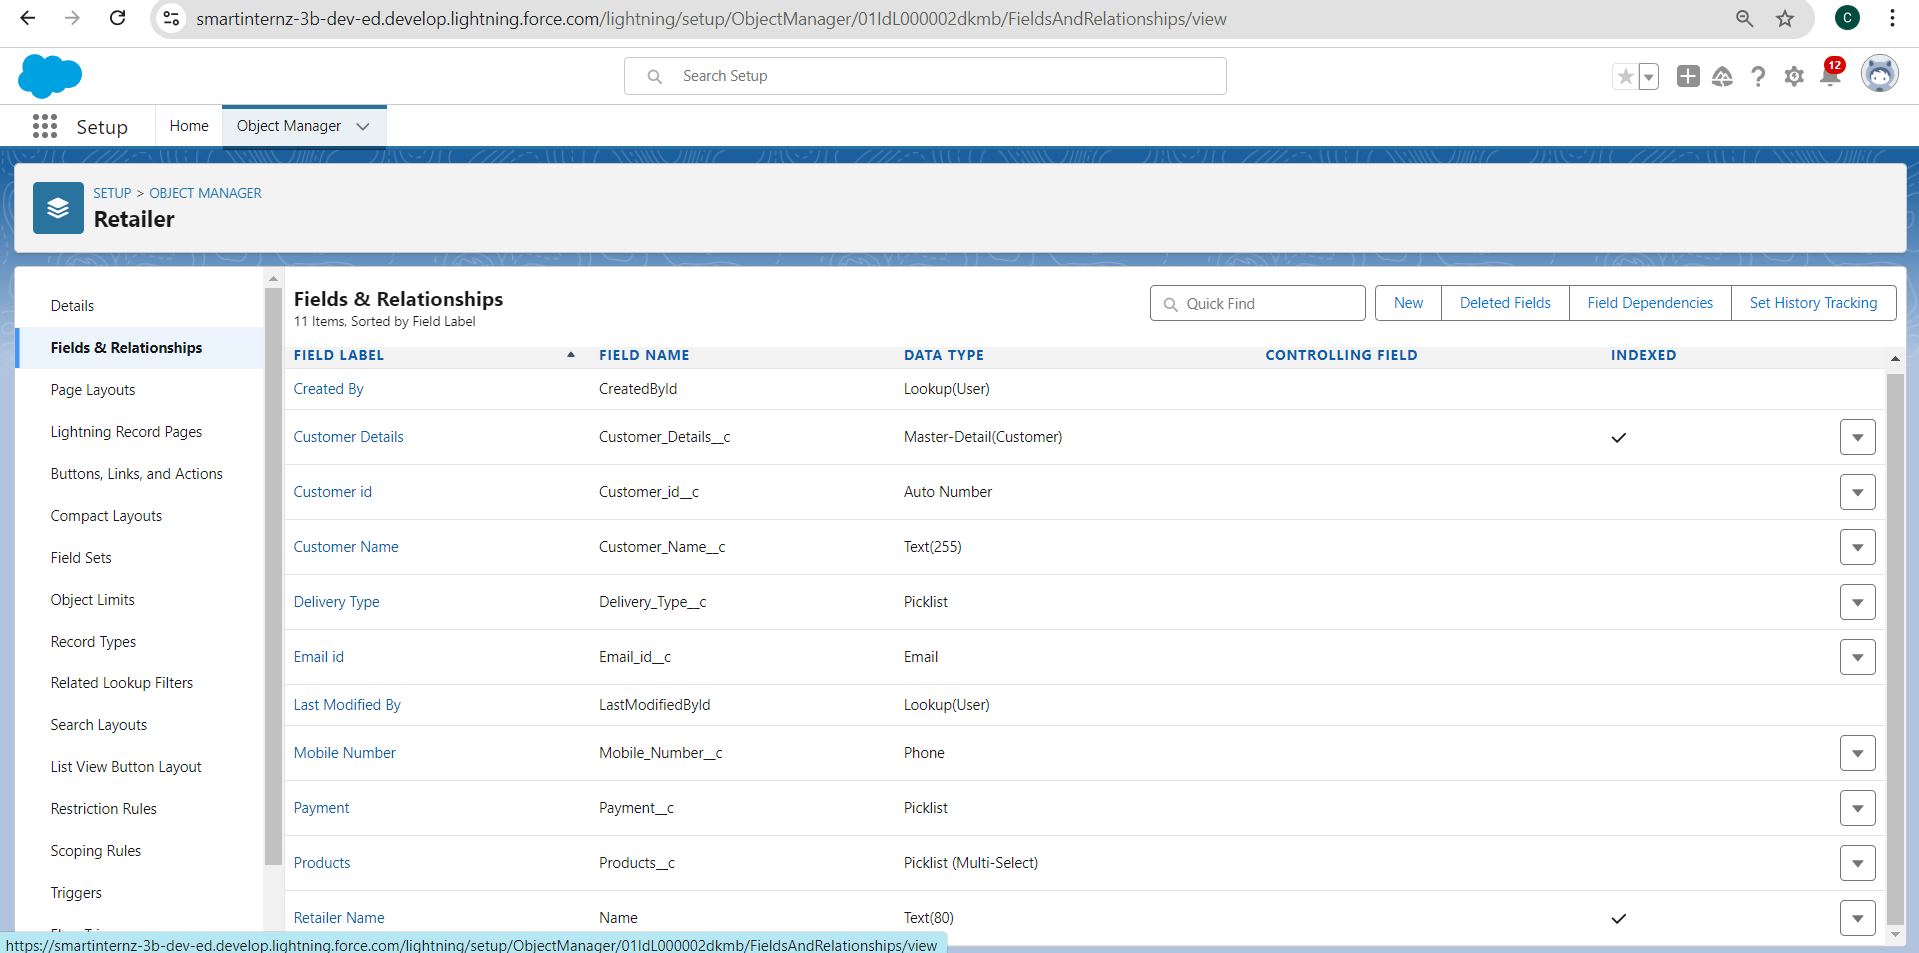 smartinternz-3b-dev-ed.develop.lightning.force.com/lightning/setup/ObjectManager/01IdL000002dkmb/FieldsAndRelationships/view
C
Search Setup
12
Setup
Home
Object Manager
SETUP > OBJECT MANAGER
Retailer
Details
Fields & Relationships
Page Layouts
Lightning Record Pages
Buttons, Links, and Actions
Compact Layouts
Field Sets
Object Limits
Record Types
Related Lookup Filters
Search Layouts
List View Button Layout
Restriction Rules
Scoping Rules
Triggers
Fields & Relationships
11 Items, Sorted by Field Label
Quick Find
New
Deleted Fields
Field Dependencies
Set History Tracking
FIELD LABEL FIELD NAME DATA TYPE CONTROLLING FIELD INDEXED
Created By CreatedById Lookup(User)
Customer Details Customer_Details__c Master-Detail(Customer)
Customer id Customer_id__c Auto Number
Customer Name Customer_Name__c Text(255)
Delivery Type Delivery_Type__c Picklist
Email id Email_id__c Email
Last Modified By LastModifiedById Lookup(User)
Mobile Number Mobile_Number__c Phone
Payment Payment__c Picklist
Products Products__c Picklist (Multi-Select)
Retailer Name Name Text(80)
https://smartinternz-3b-dev-ed.develop.lightning.force.com/lightning/setup/ObjectManager/01IdL000002dkmb/FieldsAndRelationships/view